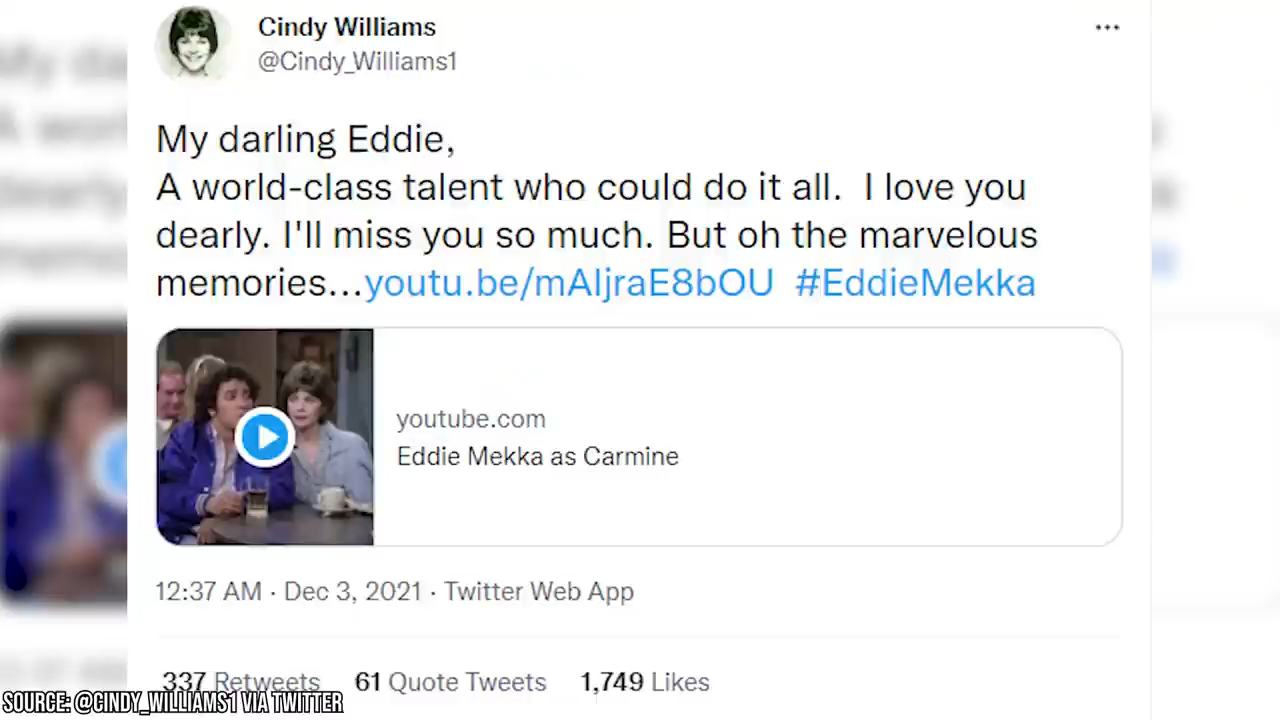 Cindy Williams
@Cindy_Williams1
My darling Eddie,
A world-class talent who could do it all.  I love you
dearly. I'll miss you so much. But oh the marvelous
memories...youtu.be/mAljraE8bOU  #EddieMekka
youtube.com
Eddie Mekka as Carmine
12:37 AM · Dec 3, 2021 · Twitter Web App
337 Retweets 61 Quote Tweets 1,749 Likes
SOURCE: @CINDY_WILLIAMS1 VIA TWITTER